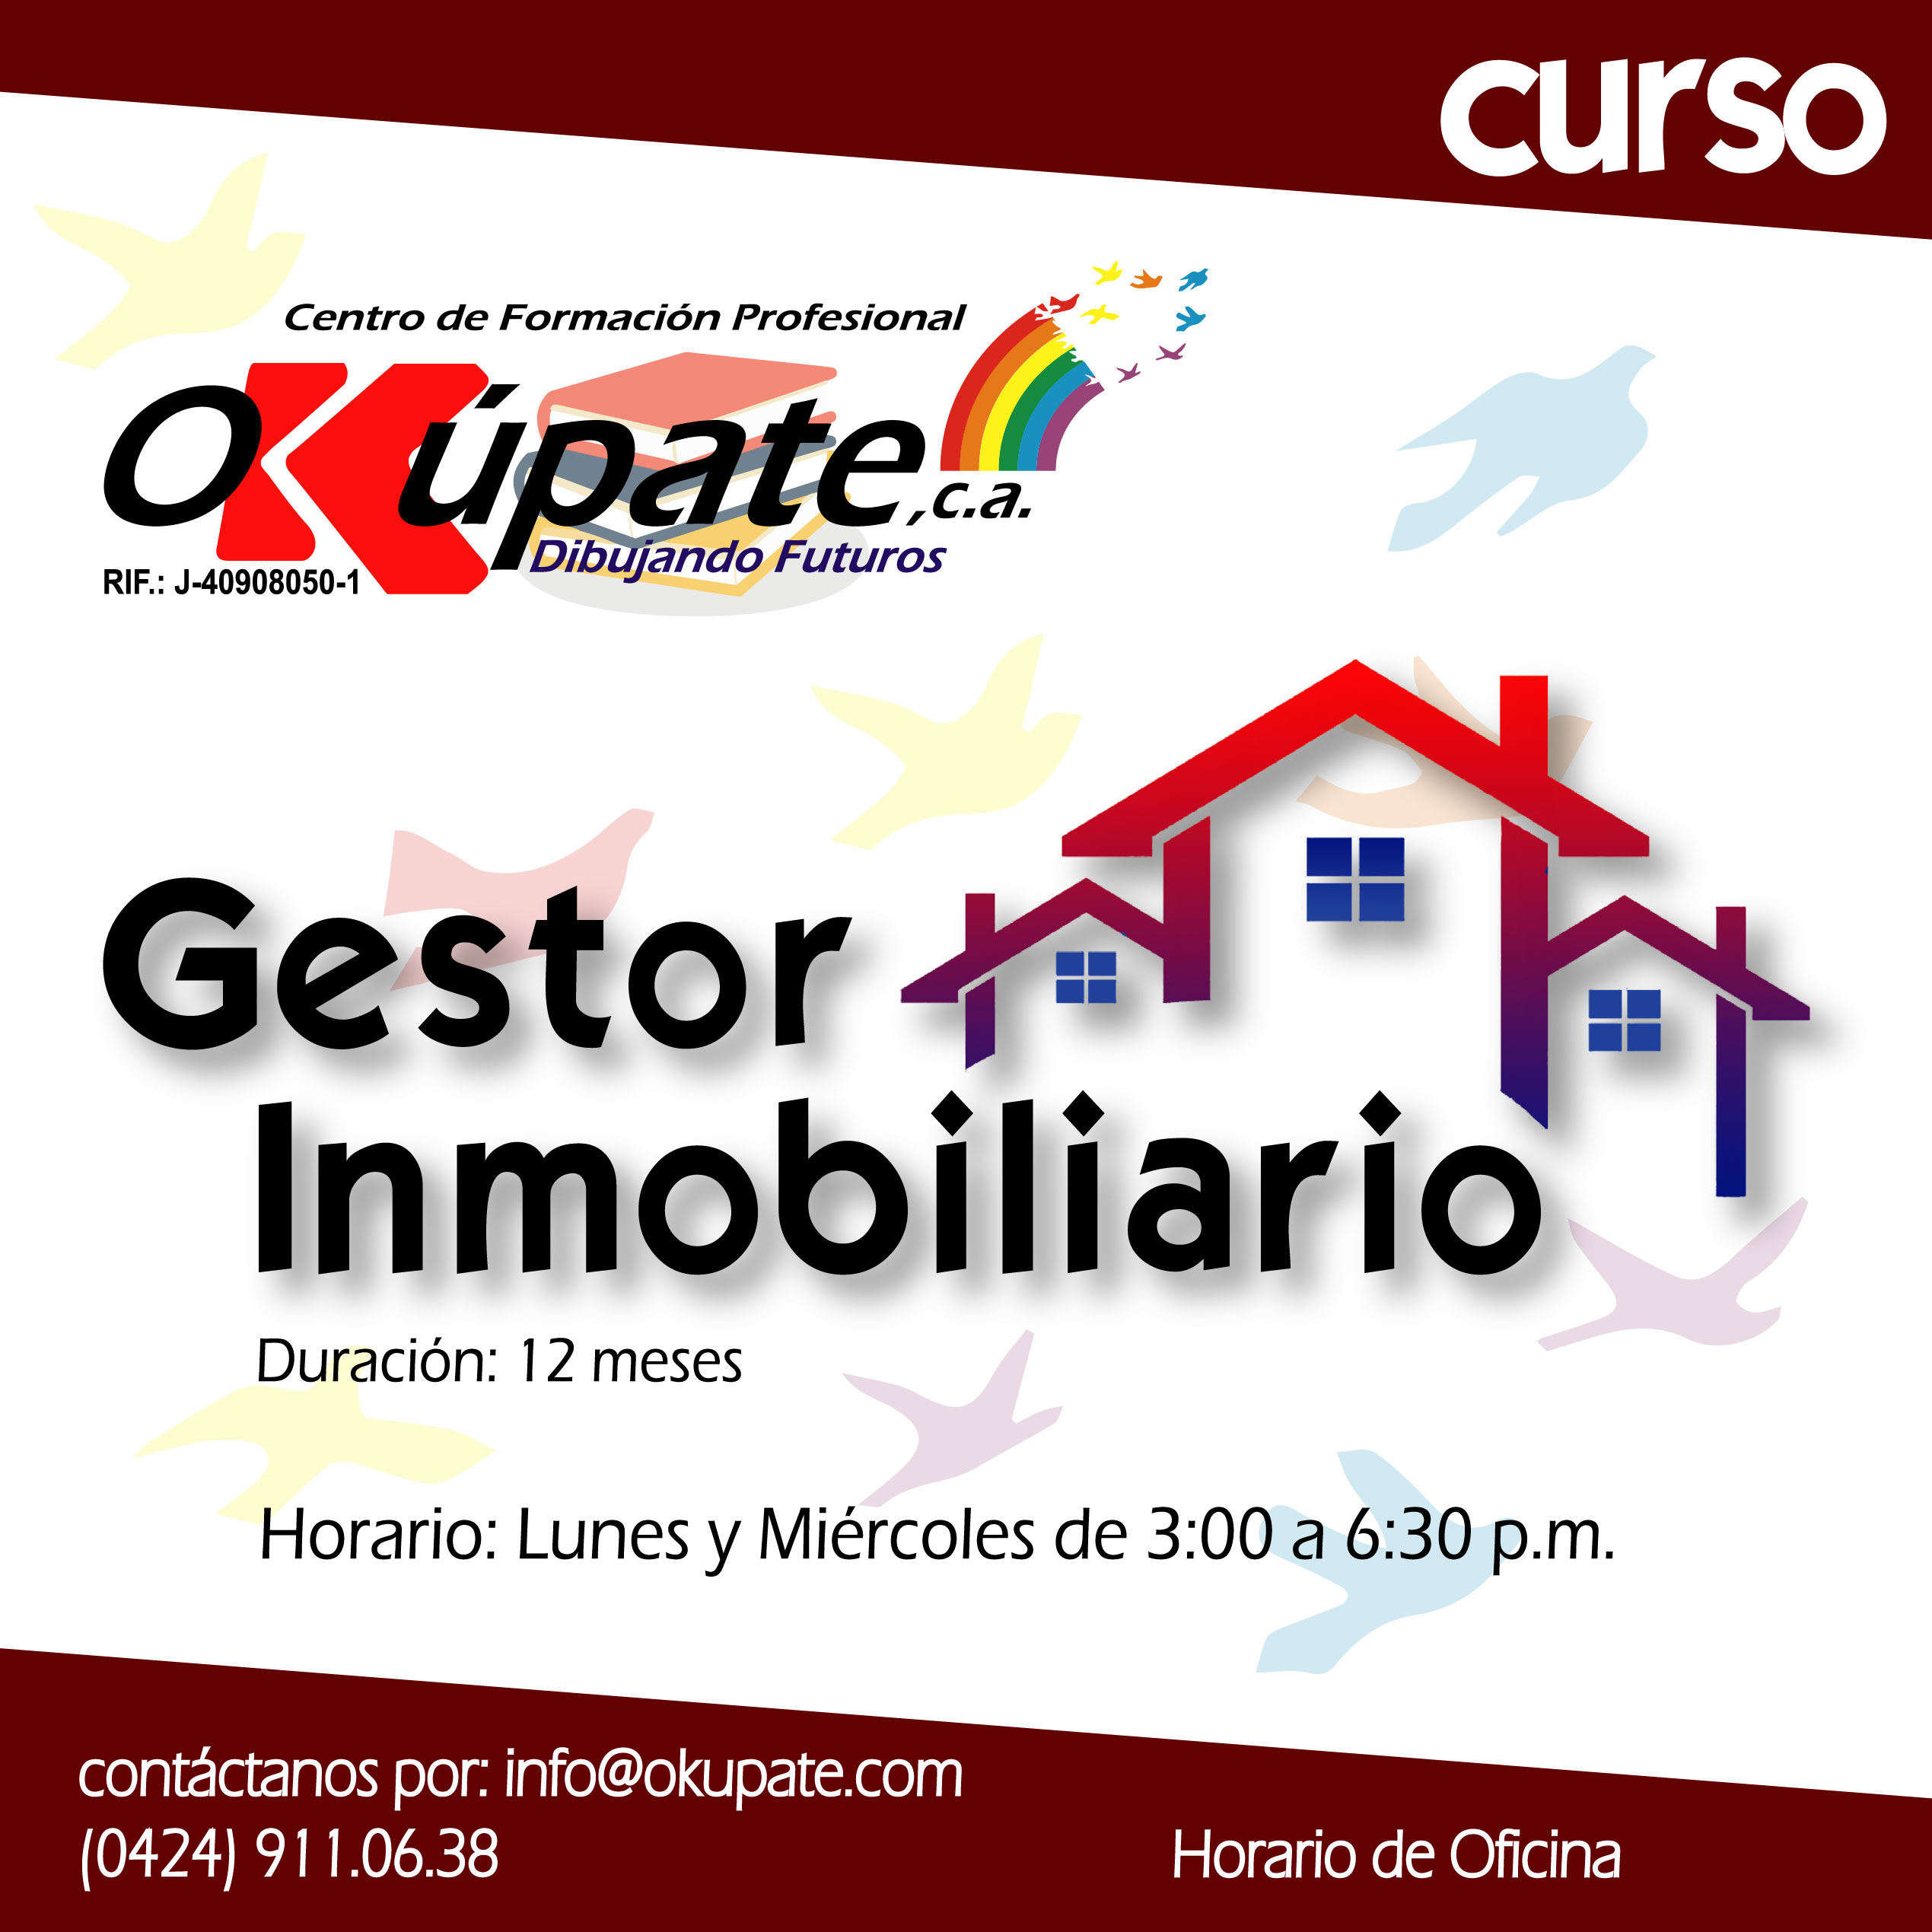 curso
Centro de Formación Profesional
oKúpate, c.a.
Dibujando Futuros
RIF.: J-40908050-1
Gestor
Inmobiliario
Duración: 12 meses
Horario: Lunes y Miércoles de 3:00 a 6:30 p.m.
contáctanos por: info@okupate.com
(0424) 911.06.38
Horario de Oficina